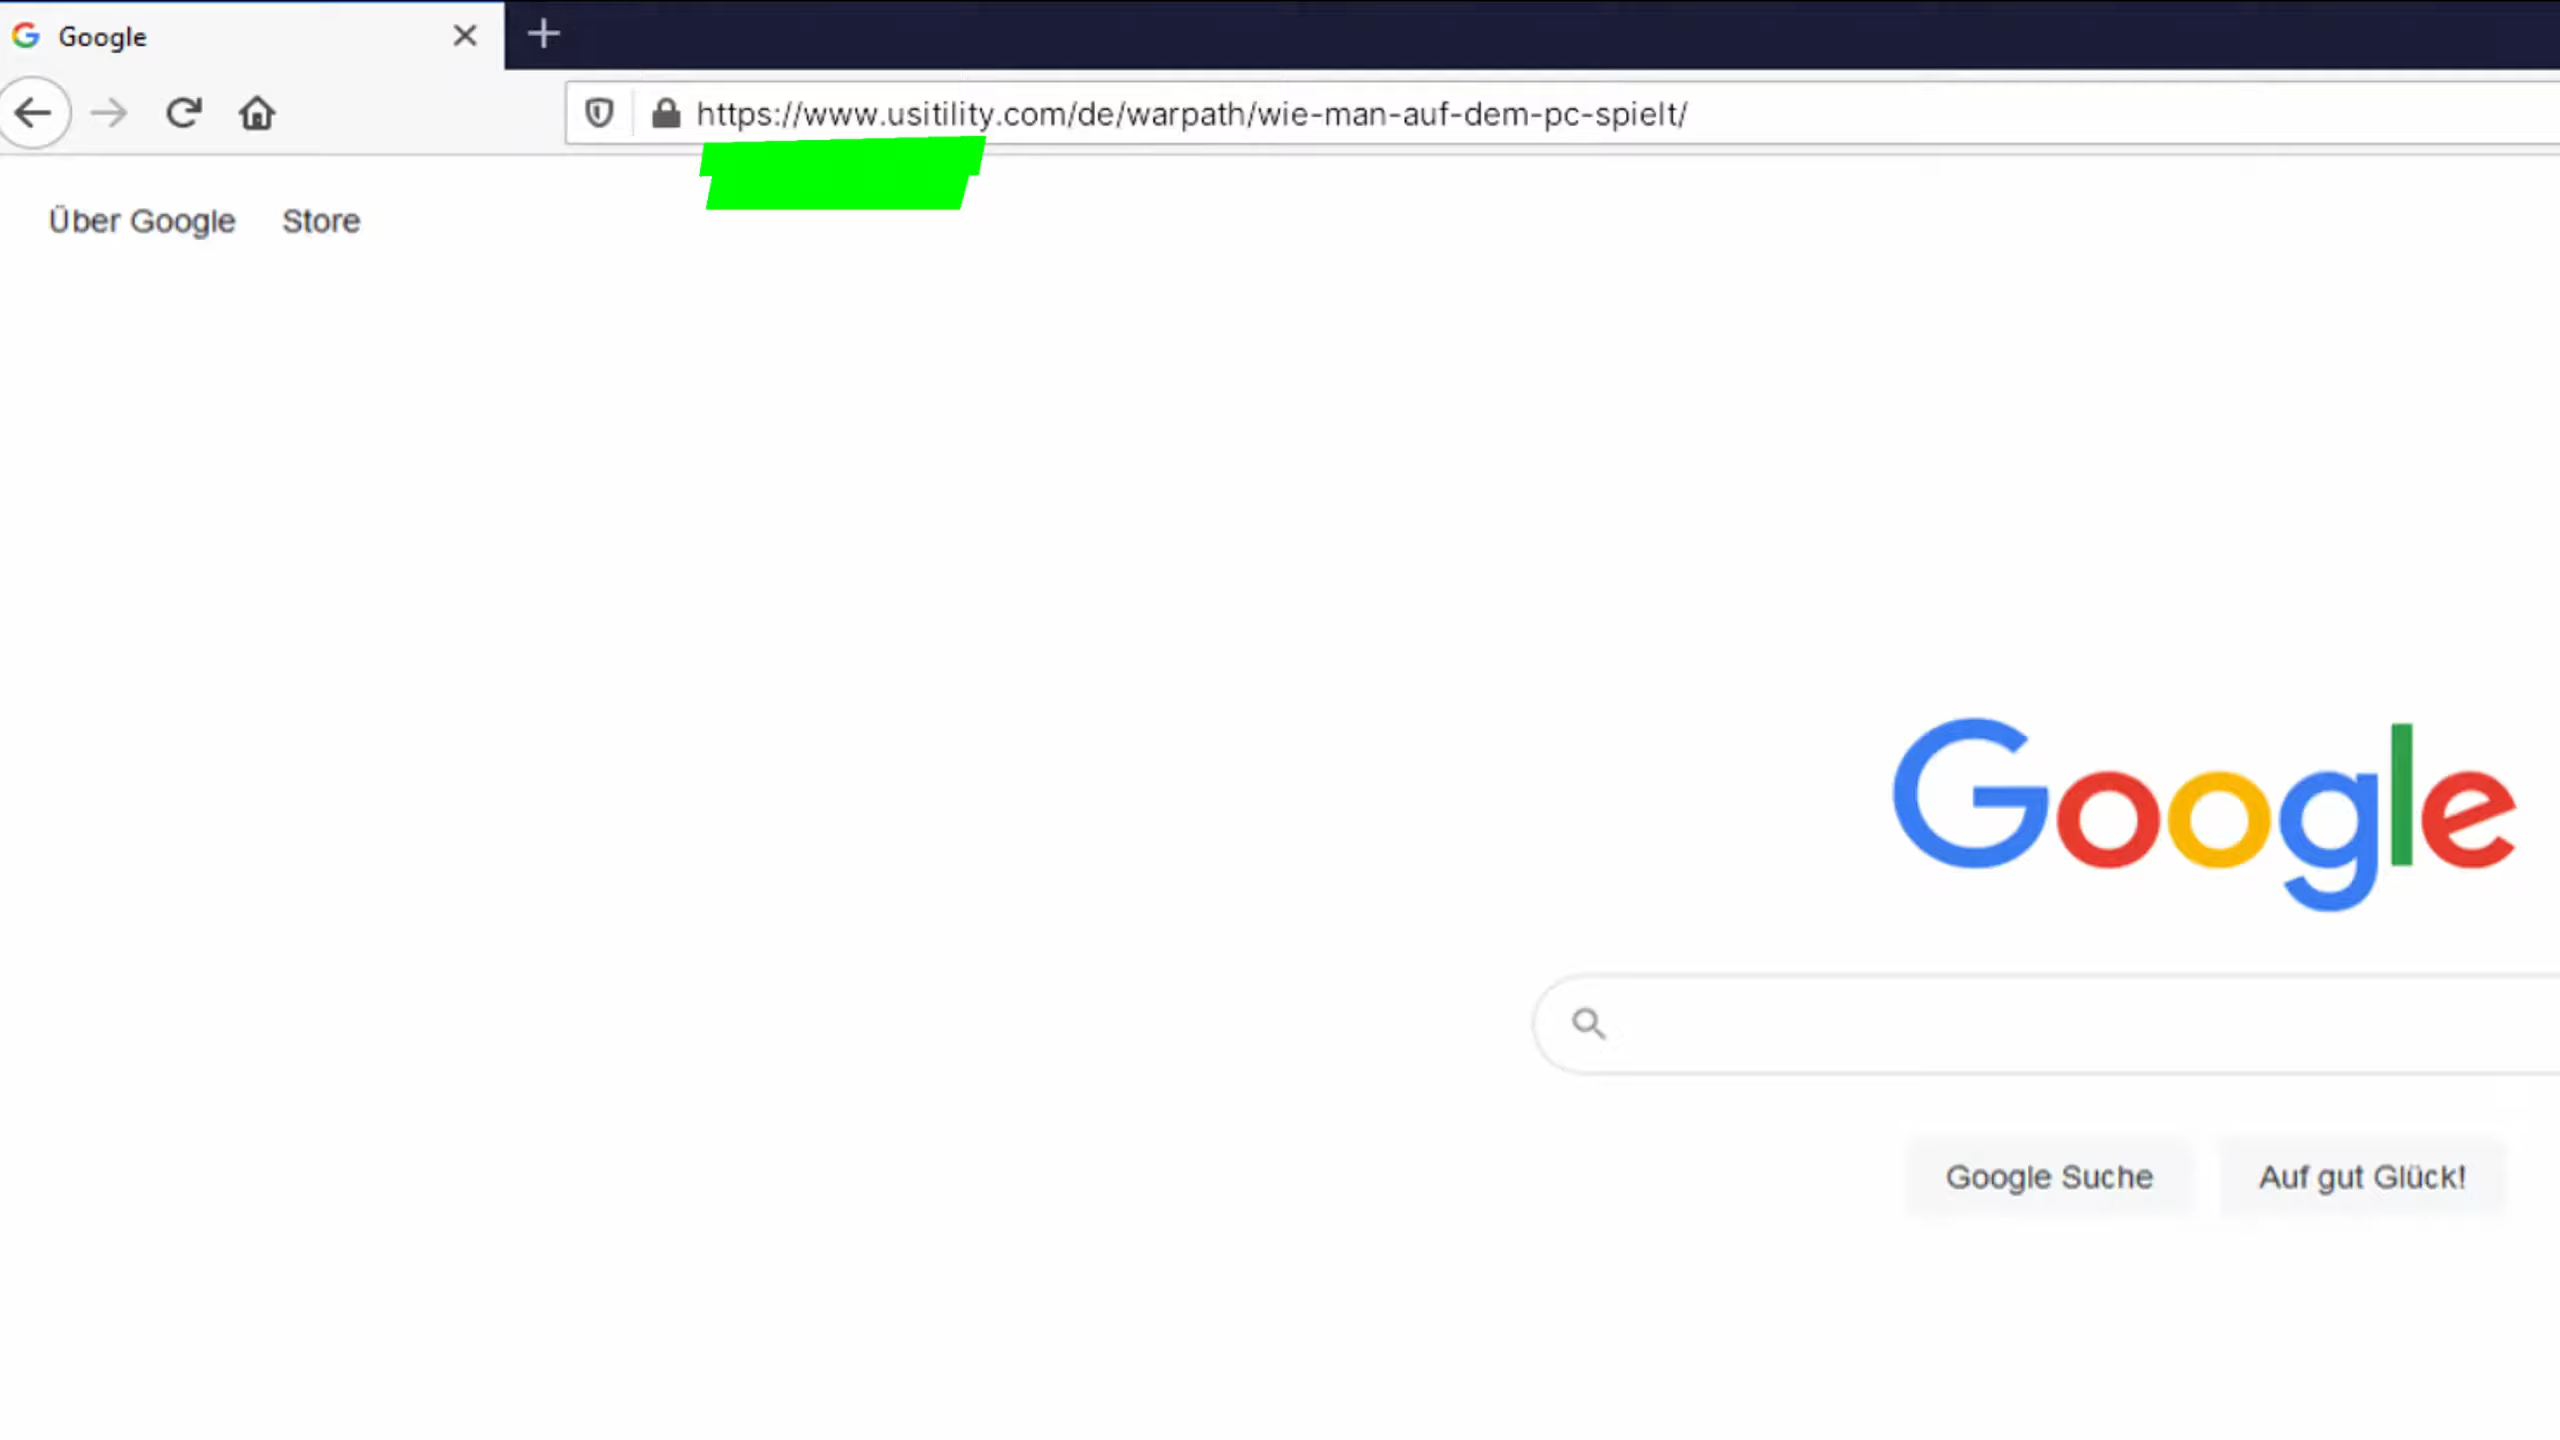 Google
https://www.usitility.com/de/warpath/wie-man-auf-dem-pc-spielt/
Über Google Store
Google
Google Suche Auf gut Glück!